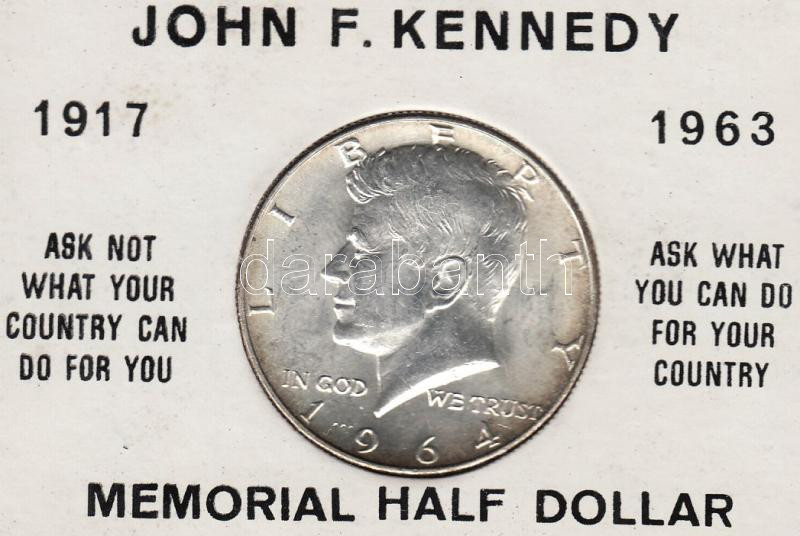 JOHN F. KENNEDY
1917
1963
ASK NOT
WHAT YOUR
COUNTRY CAN
DO FOR YOU
LIBERTY
IN GOD WE TRUST
1964
darabanth
ASK WHAT
YOU CAN DO
FOR YOUR
COUNTRY
MEMORIAL HALF DOLLAR